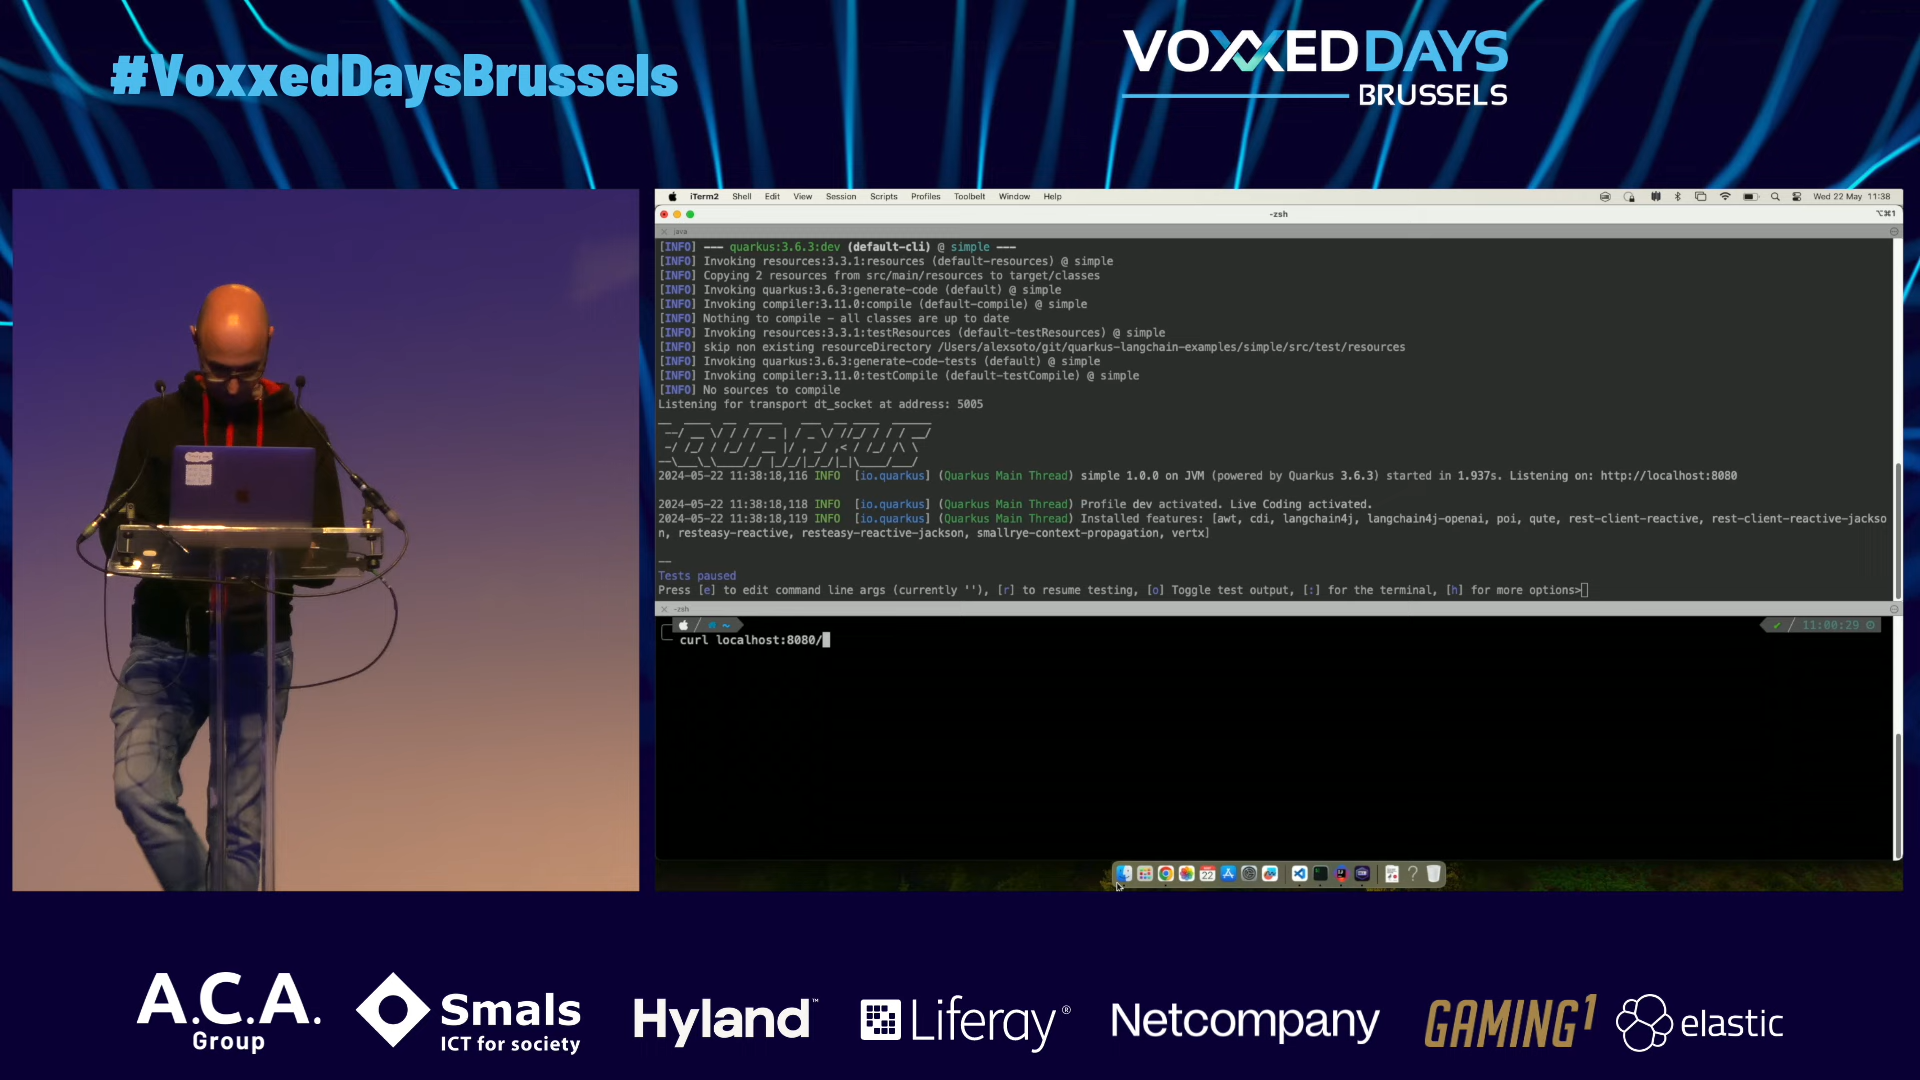 #VoxxedDaysBrussels
VOXXEDDAYS
BRUSSELS
iTerm2 Shell Edit View Session Scripts Profiles Toolbelt Window Help
Wed 22 May 11:38
-zsh
⌥⌘1
java
[INFO] --- quarkus:3.6.3:dev (default-cli) @ simple ---
[INFO] Invoking resources:3.3.1:resources (default-resources) @ simple
[INFO] Copying 2 resources from src/main/resources to target/classes
[INFO] Invoking quarkus:3.6.3:generate-code (default) @ simple
[INFO] Invoking compiler:3.11.0:compile (default-compile) @ simple
[INFO] Nothing to compile - all classes are up to date
[INFO] Invoking resources:3.3.1:testResources (default-testResources) @ simple
[INFO] skip non existing resourceDirectory /Users/alexsoto/git/quarkus-langchain-examples/simple/src/test/resources
[INFO] Invoking quarkus:3.6.3:generate-code-tests (default) @ simple
[INFO] Invoking compiler:3.11.0:testCompile (default-testCompile) @ simple
[INFO] No sources to compile
Listening for transport dt_socket at address: 5005
QUARKUS
2024-05-22 11:38:18,116 INFO [io.quarkus] (Quarkus Main Thread) simple 1.0.0 on JVM (powered by Quarkus 3.6.3) started in 1.937s. Listening on: http://localhost:8080
2024-05-22 11:38:18,118 INFO [io.quarkus] (Quarkus Main Thread) Profile dev activated. Live Coding activated.
2024-05-22 11:38:18,119 INFO [io.quarkus] (Quarkus Main Thread) Installed features: [awt, cdi, langchain4j, langchain4j-openai, poi, qute, rest-client-reactive, rest-client-reactive-jackso
n, resteasy-reactive, resteasy-reactive-jackson, smallrye-context-propagation, vertx]
--
Tests paused
Press [e] to edit command line args (currently ''), [r] to resume testing, [o] Toggle test output, [:] for the terminal, [h] for more options>
-zsh
/ ~
✓ / 11:00:29
curl localhost:8080/
22
A.C.A.
Group
Smals
ICT for society
Hyland™
Liferay®
Netcompany
GAMING1
elastic